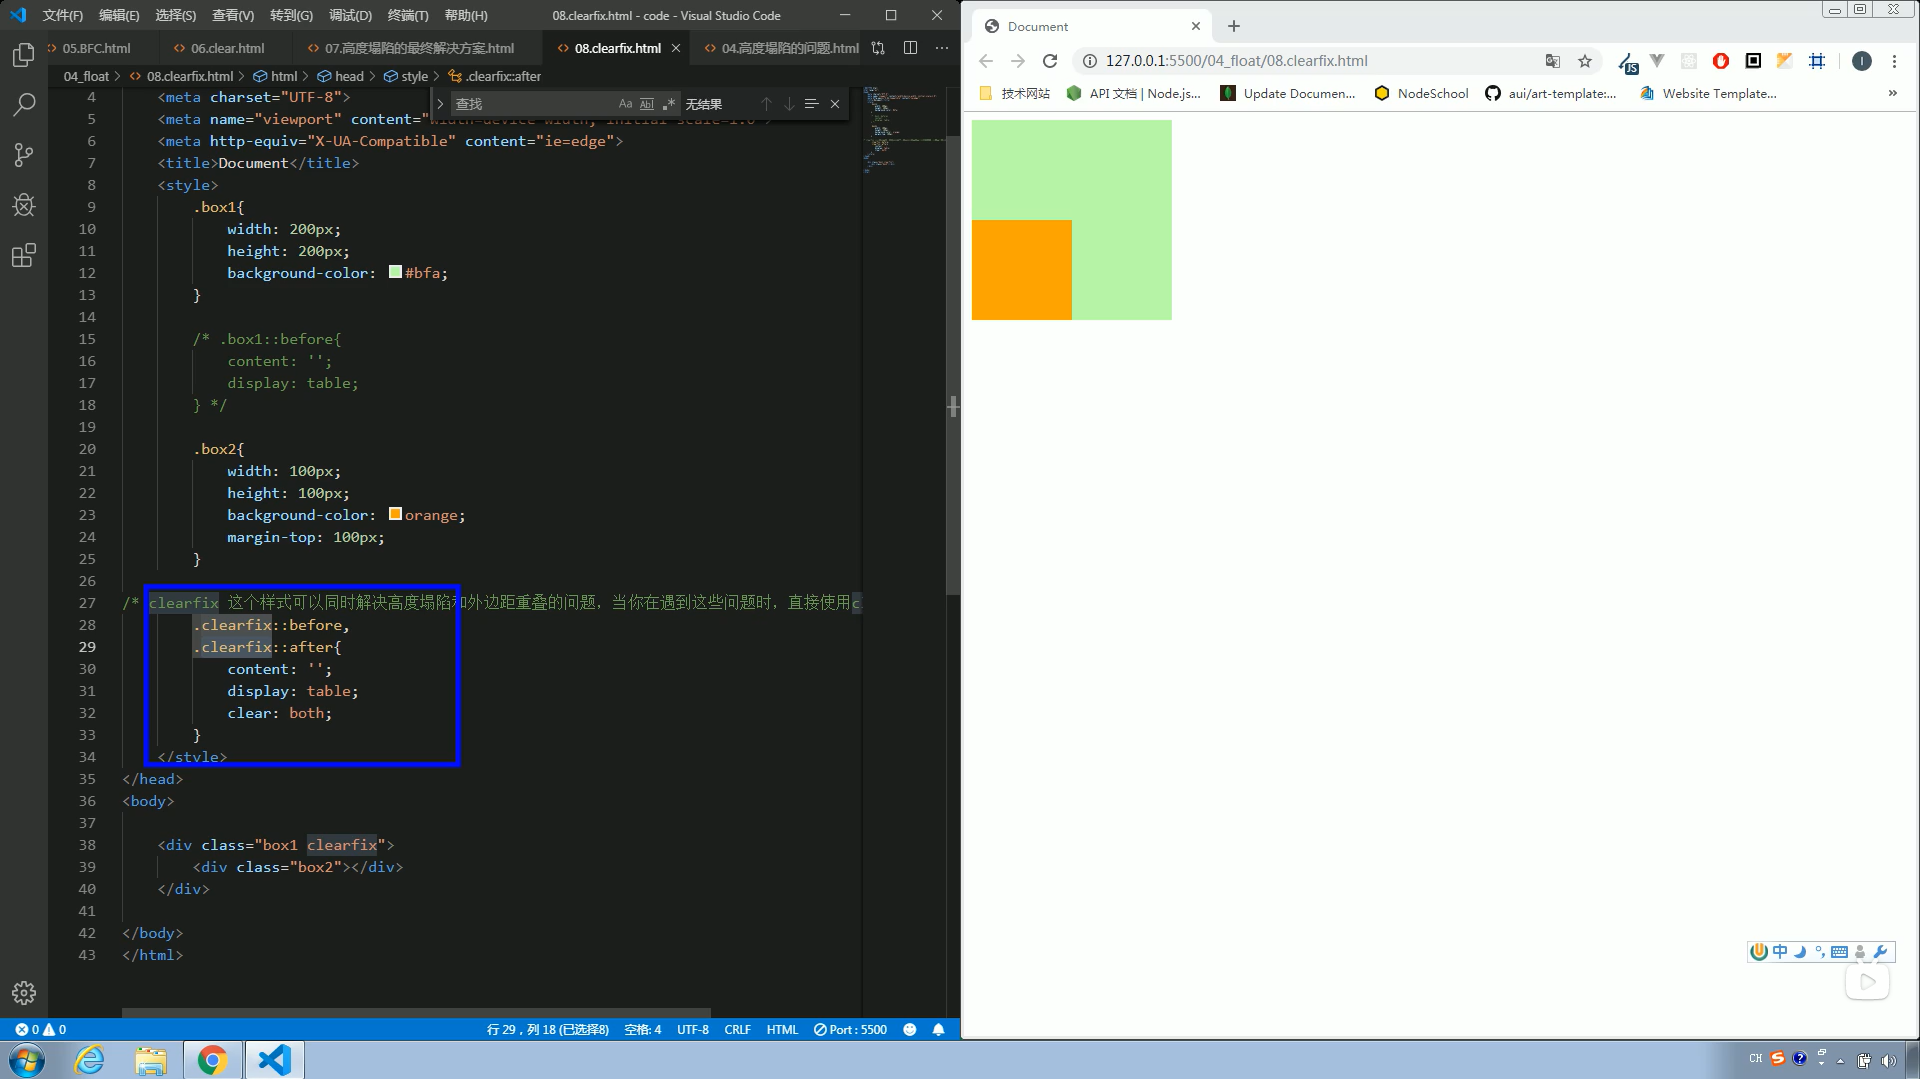 文件(F) 编辑(E) 选择(S) 查看(V) 转到(G) 调试(D) 终端(T) 帮助(H) 08.clearfix.html - code - Visual Studio Code
05.BFC.html 06.clear.html 07.高度塌陷的最终解决方案.html 08.clearfix.html 04.高度塌陷的问题.html
04_float > 08.clearfix.html > html > head > style > .clearfix::after
查找 Aa Abl .* 无结果
4 <meta charset="UTF-8">
5 <meta name="viewport" content="width=device-width, initial-scale=1.0">
6 <meta http-equiv="X-UA-Compatible" content="ie=edge">
7 <title>Document</title>
8 <style>
9 .box1{
10 width: 200px;
11 height: 200px;
12 background-color: #bfa;
13 }
14
15 /* .box1::before{
16 content: '';
17 display: table;
18 } */
19
20 .box2{
21 width: 100px;
22 height: 100px;
23 background-color: orange;
24 margin-top: 100px;
25 }
26
27 /* clearfix 这个样式可以同时解决高度塌陷和外边距重叠的问题，当你在遇到这些问题时，直接使用c
28 .clearfix::before,
29 .clearfix::after{
30 content: '';
31 display: table;
32 clear: both;
33 }
34 </style>
35 </head>
36 <body>
37
38 <div class="box1 clearfix">
39 <div class="box2"></div>
40 </div>
41
42 </body>
43 </html>
0 0 行 29，列 18 (已选择8) 空格: 4 UTF-8 CRLF HTML Port : 5500
Document
127.0.0.1:5500/04_float/08.clearfix.html
JS
I
技术网站 API 文档 | Node.js... Update Documen... NodeSchool aui/art-template:... Website Template... »
中
CH